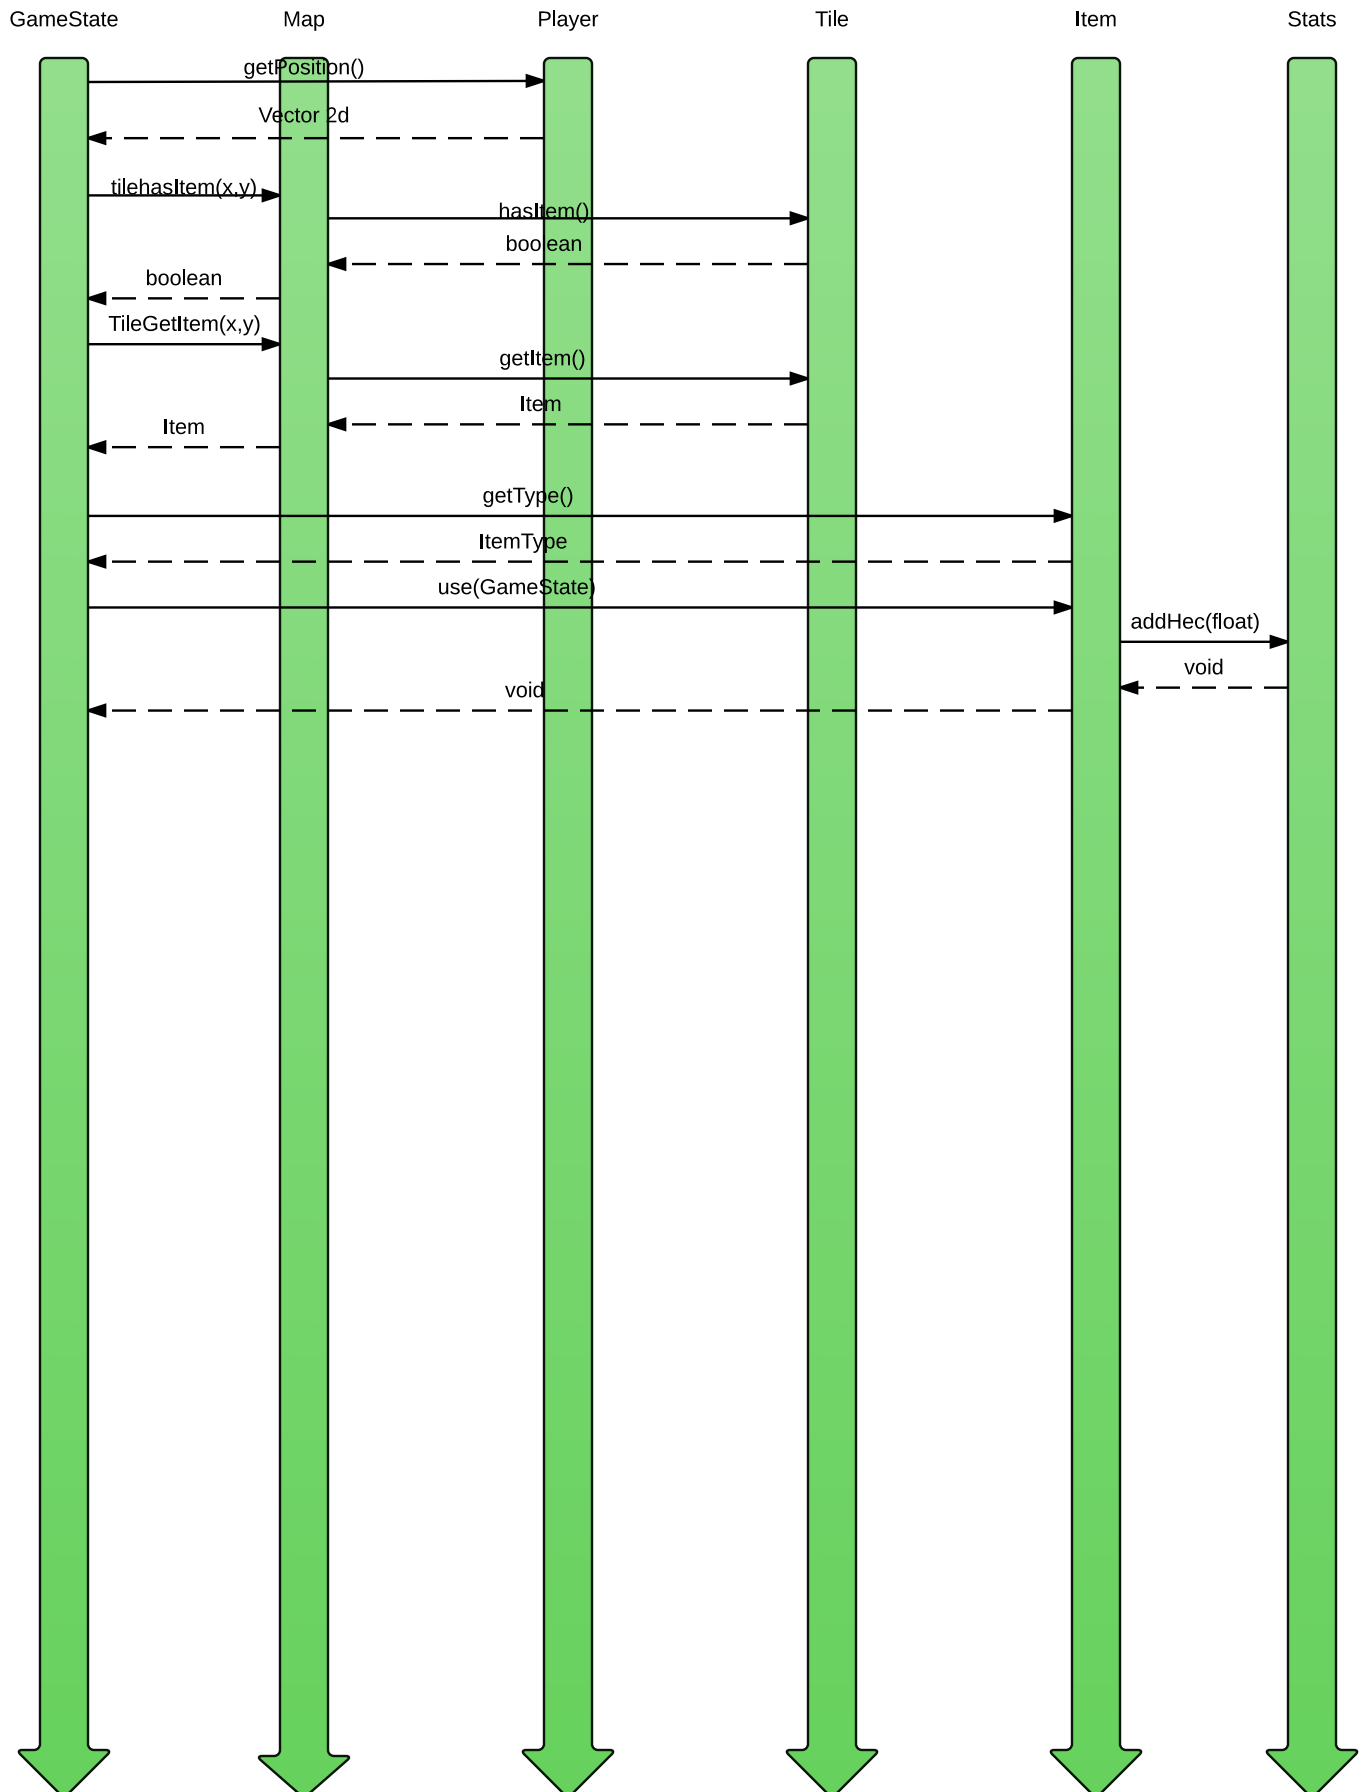 GameState Map Player Tile Item Stats
getPosition()
Vector 2d
tilehasItem(x,y)
hasItem()
boolean
boolean
TileGetItem(x,y)
getItem()
Item
Item
getType()
ItemType
use(GameState)
addHec(float)
void
void